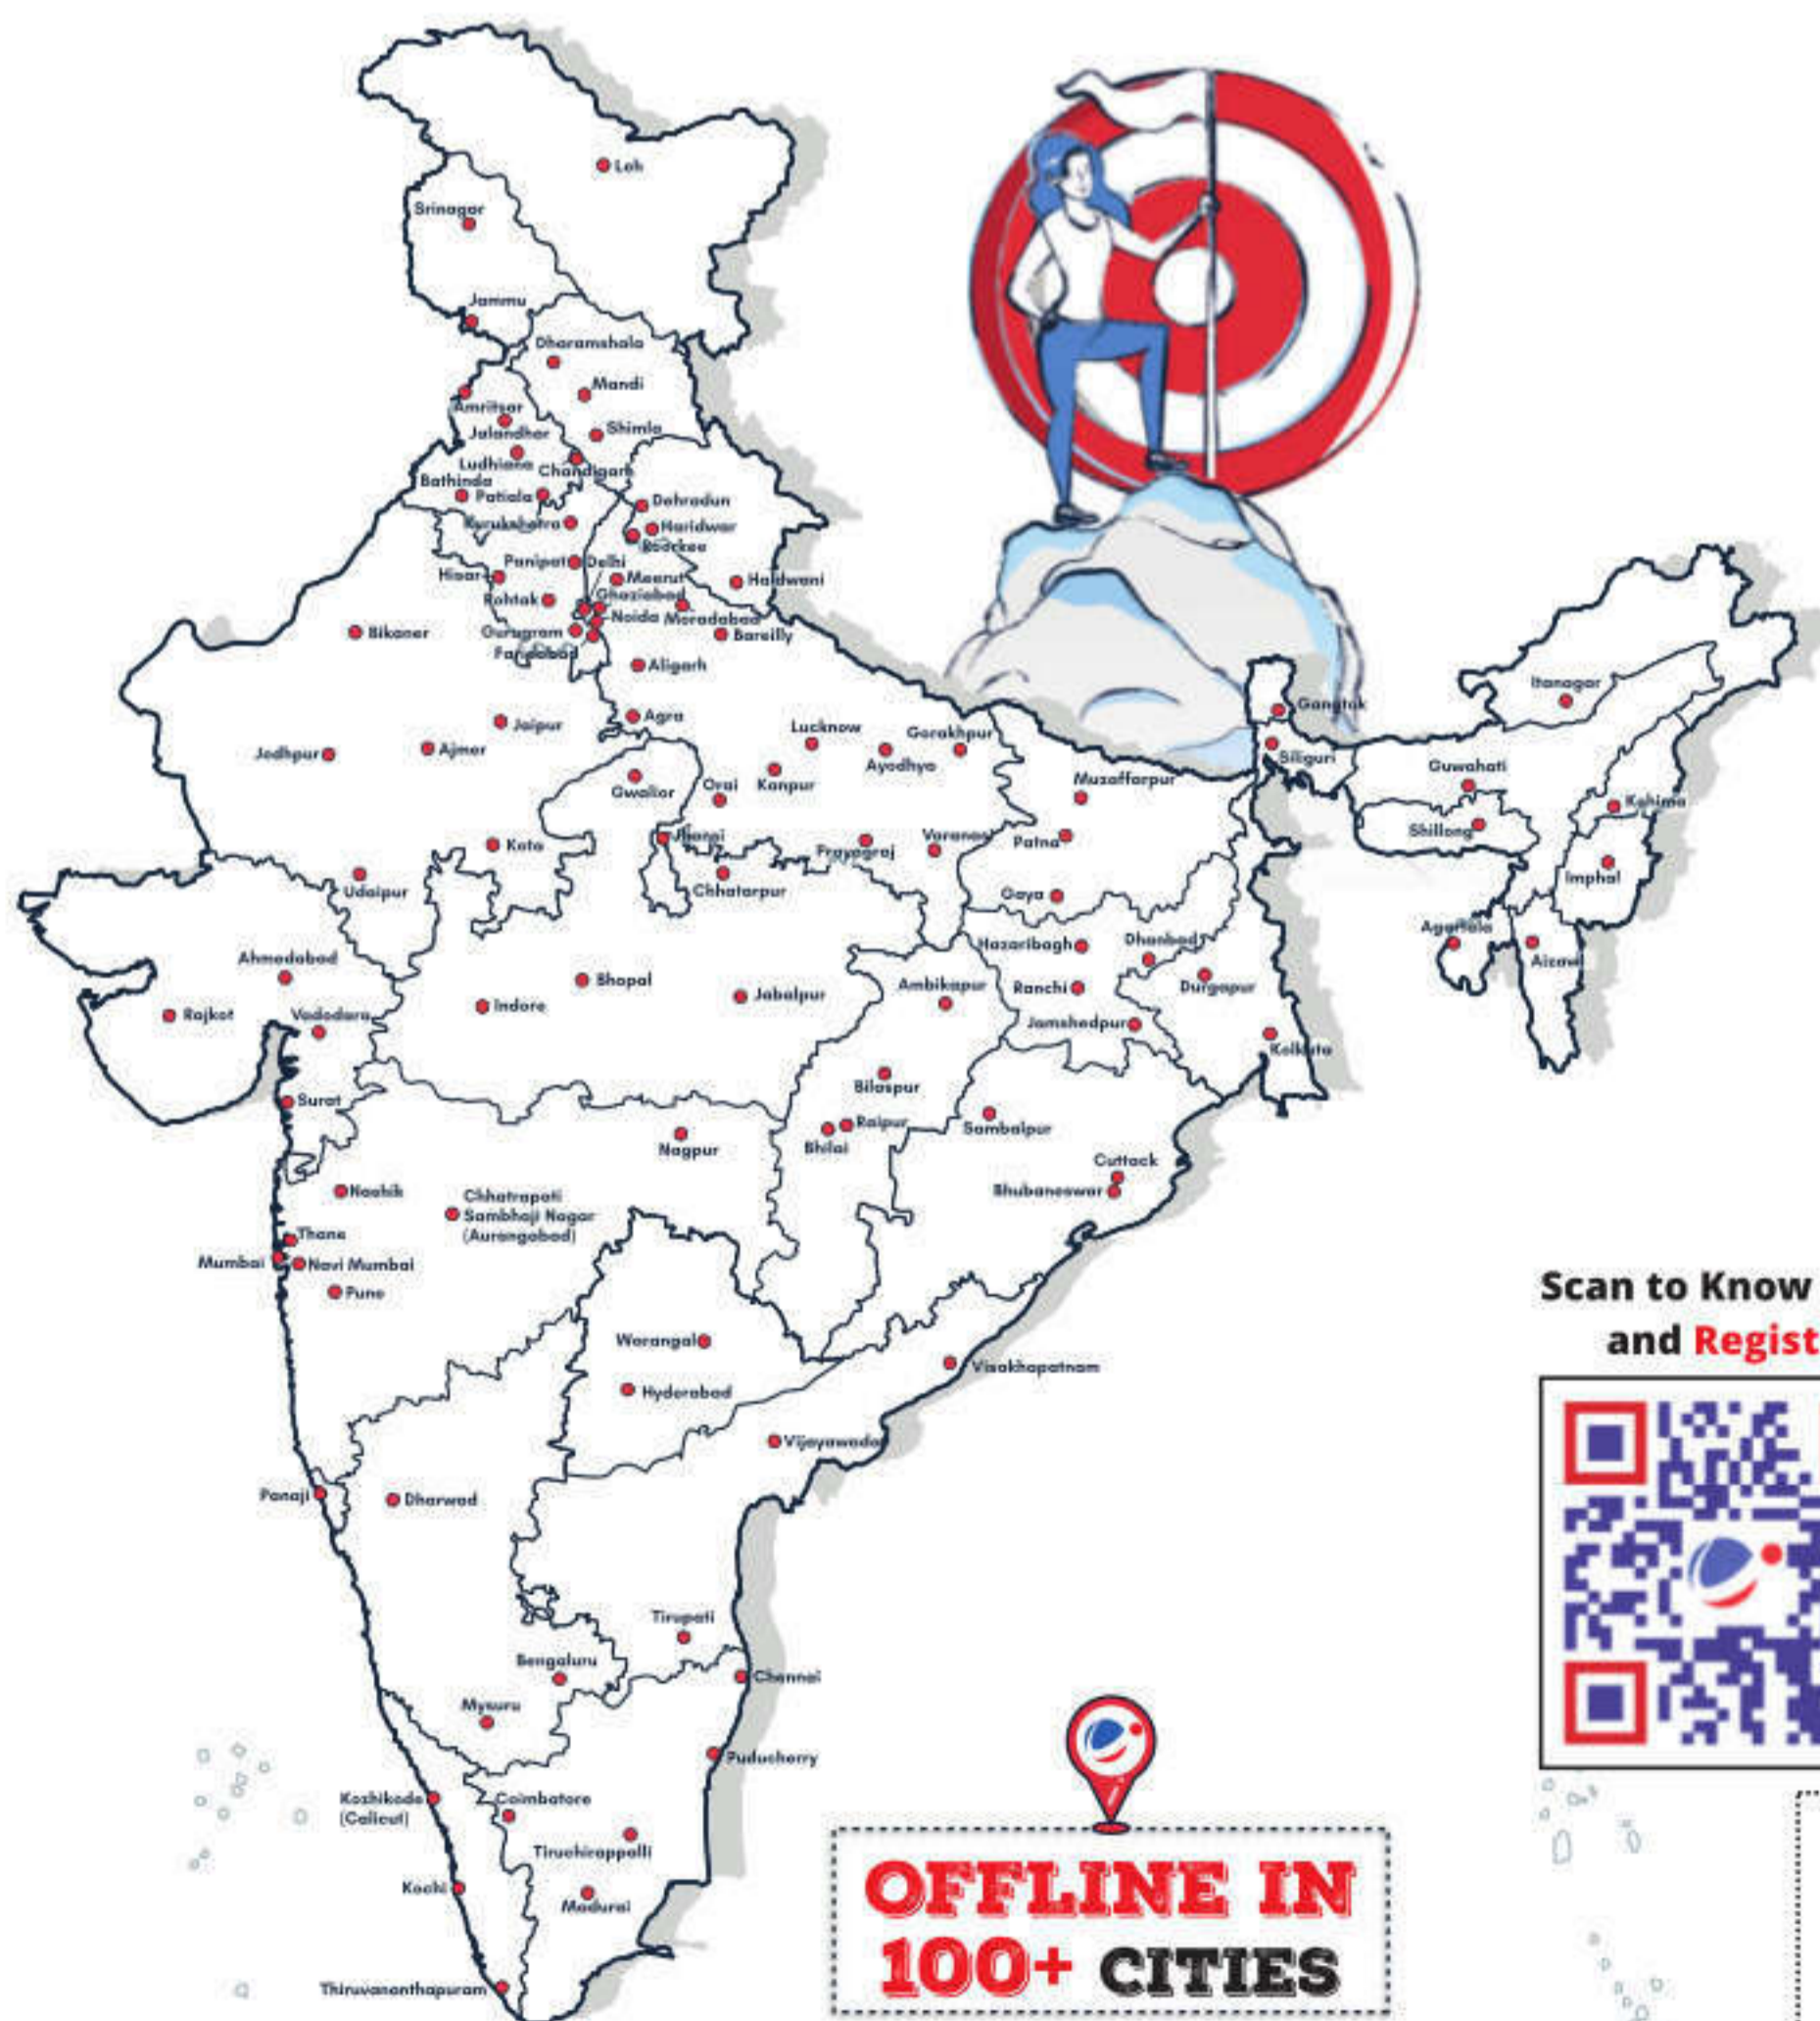 Leh
Srinagar
Jammu
Dharamshala
Mandi
Amritsar
Shimla
Jalandhar
Ludhiana
Chandigarh
Bathinda
Patiala
Dehradun
Kurukshetra
Haridwar
Roorkee
Panipat
Delhi
Hisar
Meerut
Haldwani
Ghaziabad
Rohtak
Noida
Moradabad
Bikaner
Gurugram
Bareilly
Faridabad
Aligarh
Itanagar
Gangtok
Agra
Jaipur
Lucknow
Gorakhpur
Jodhpur
Ajmer
Ayodhya
Siliguri
Guwahati
Muzaffarpur
Orai
Kanpur
Gwalior
Kohima
Shillong
Jhansi
Varanasi
Patna
Kota
Prayagraj
Imphal
Udaipur
Chhatarpur
Gaya
Agartala
Hazaribagh
Dhanbad
Ahmedabad
Aizawl
Bhopal
Ambikapur
Ranchi
Durgapur
Indore
Jabalpur
Rajkot
Vadodara
Jamshedpur
Kolkata
Bilaspur
Surat
Raipur
Sambalpur
Nagpur
Bhilai
Cuttack
Nashik
Bhubaneswar
Chhatrapati
Sambhaji Nagar
(Aurangabad)
Thane
Mumbai
Navi Mumbai
Pune
Scan to Know
and Regist
Warangal
Visakhapatnam
Hyderabad
Vijayawada
Panaji
Dharwad
Tirupati
Bengaluru
Chennai
Mysuru
Puducherry
Kozhikode
(Calicut)
Coimbatore
Tiruchirappalli
Kochi
Madurai
Thiruvananthapuram
OFFLINE IN
100+ CITIES